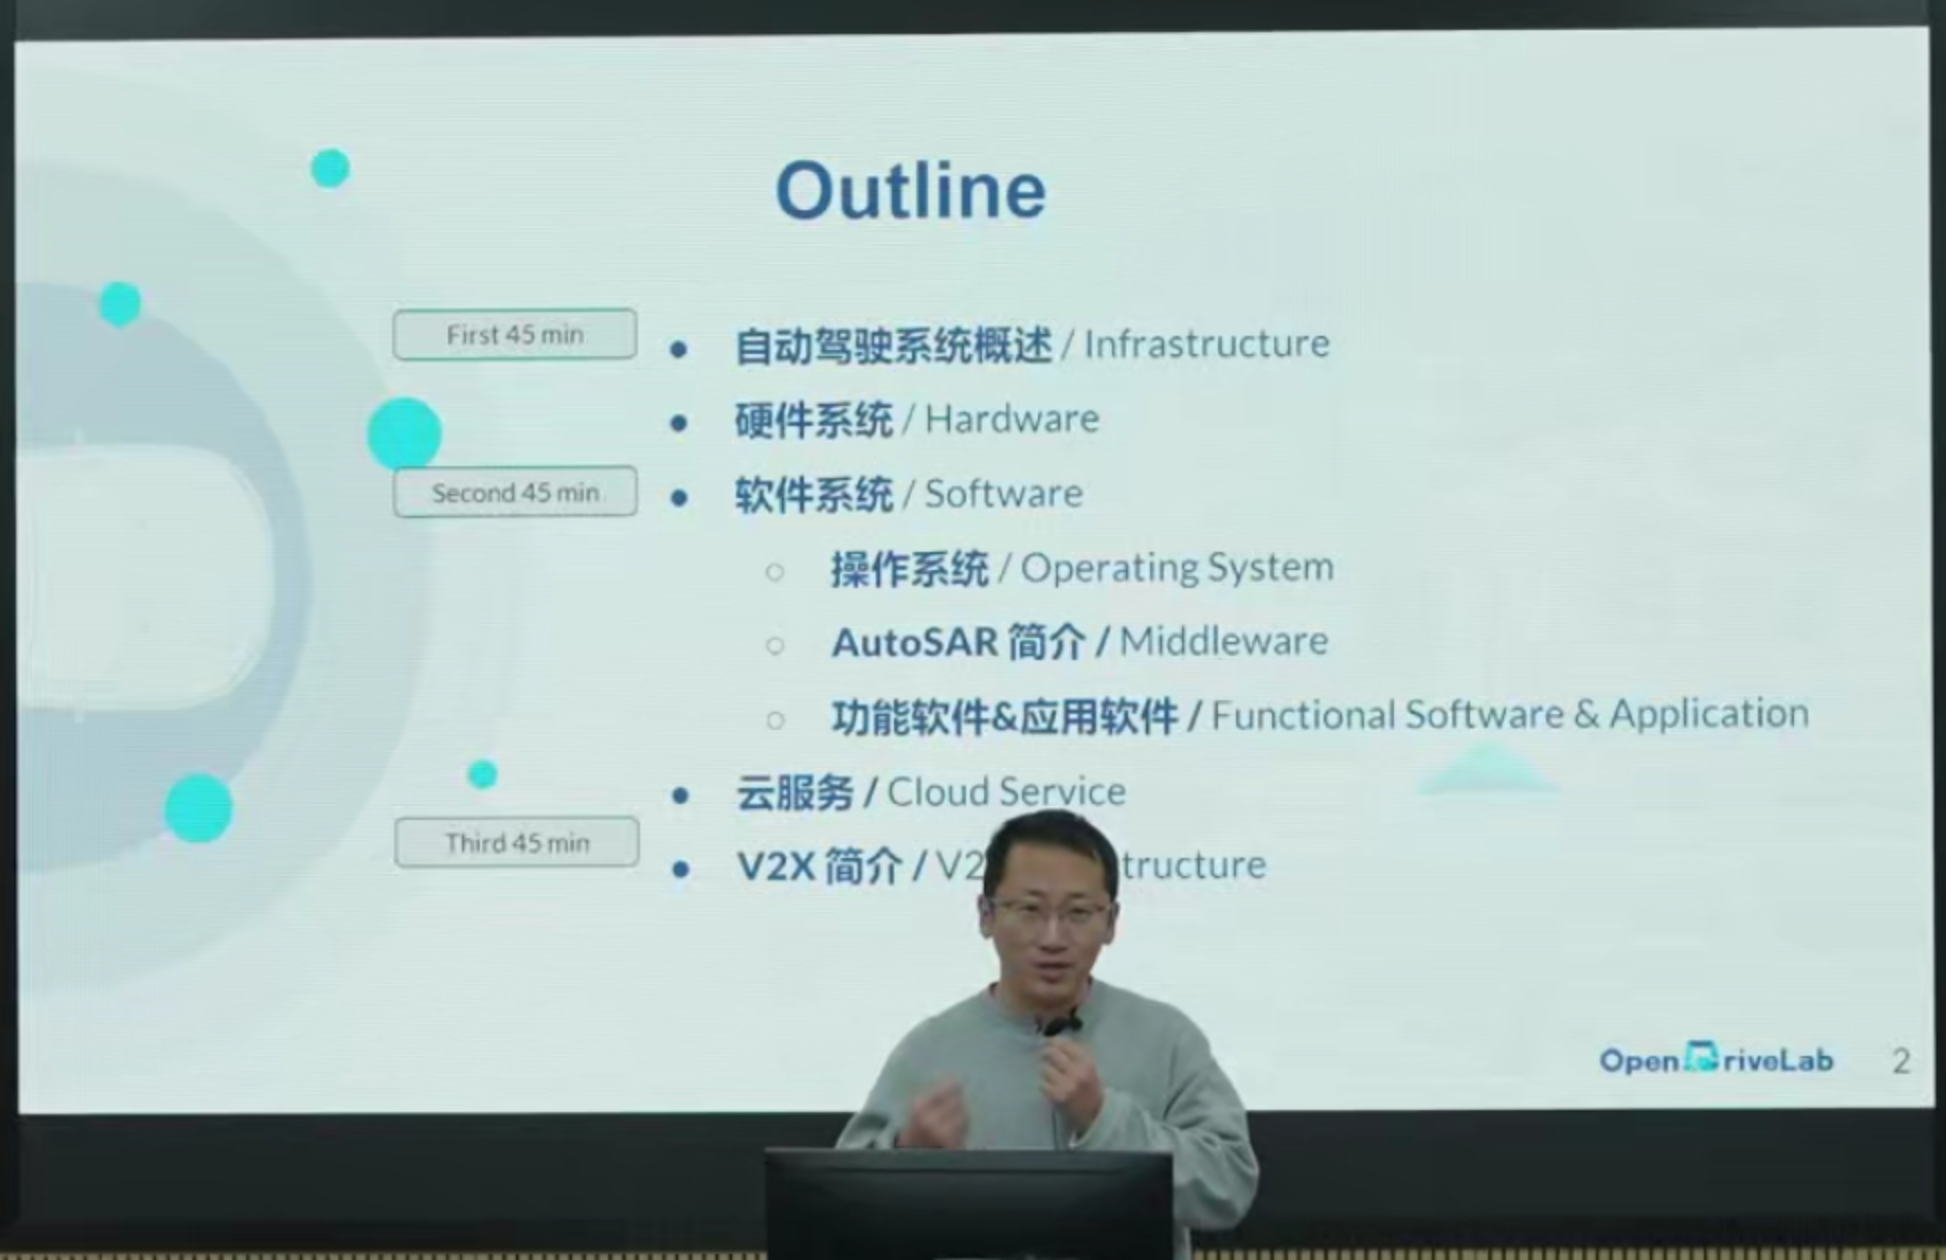 Outline
First 45 min
自动驾驶系统概述 / Infrastructure
硬件系统 / Hardware
Second 45 min
软件系统 / Software
操作系统 / Operating System
AutoSAR 简介 / Middleware
功能软件&应用软件 / Functional Software & Application
云服务 / Cloud Service
Third 45 min
V2X 简介 / V2 tructure
OpenDriveLab
2